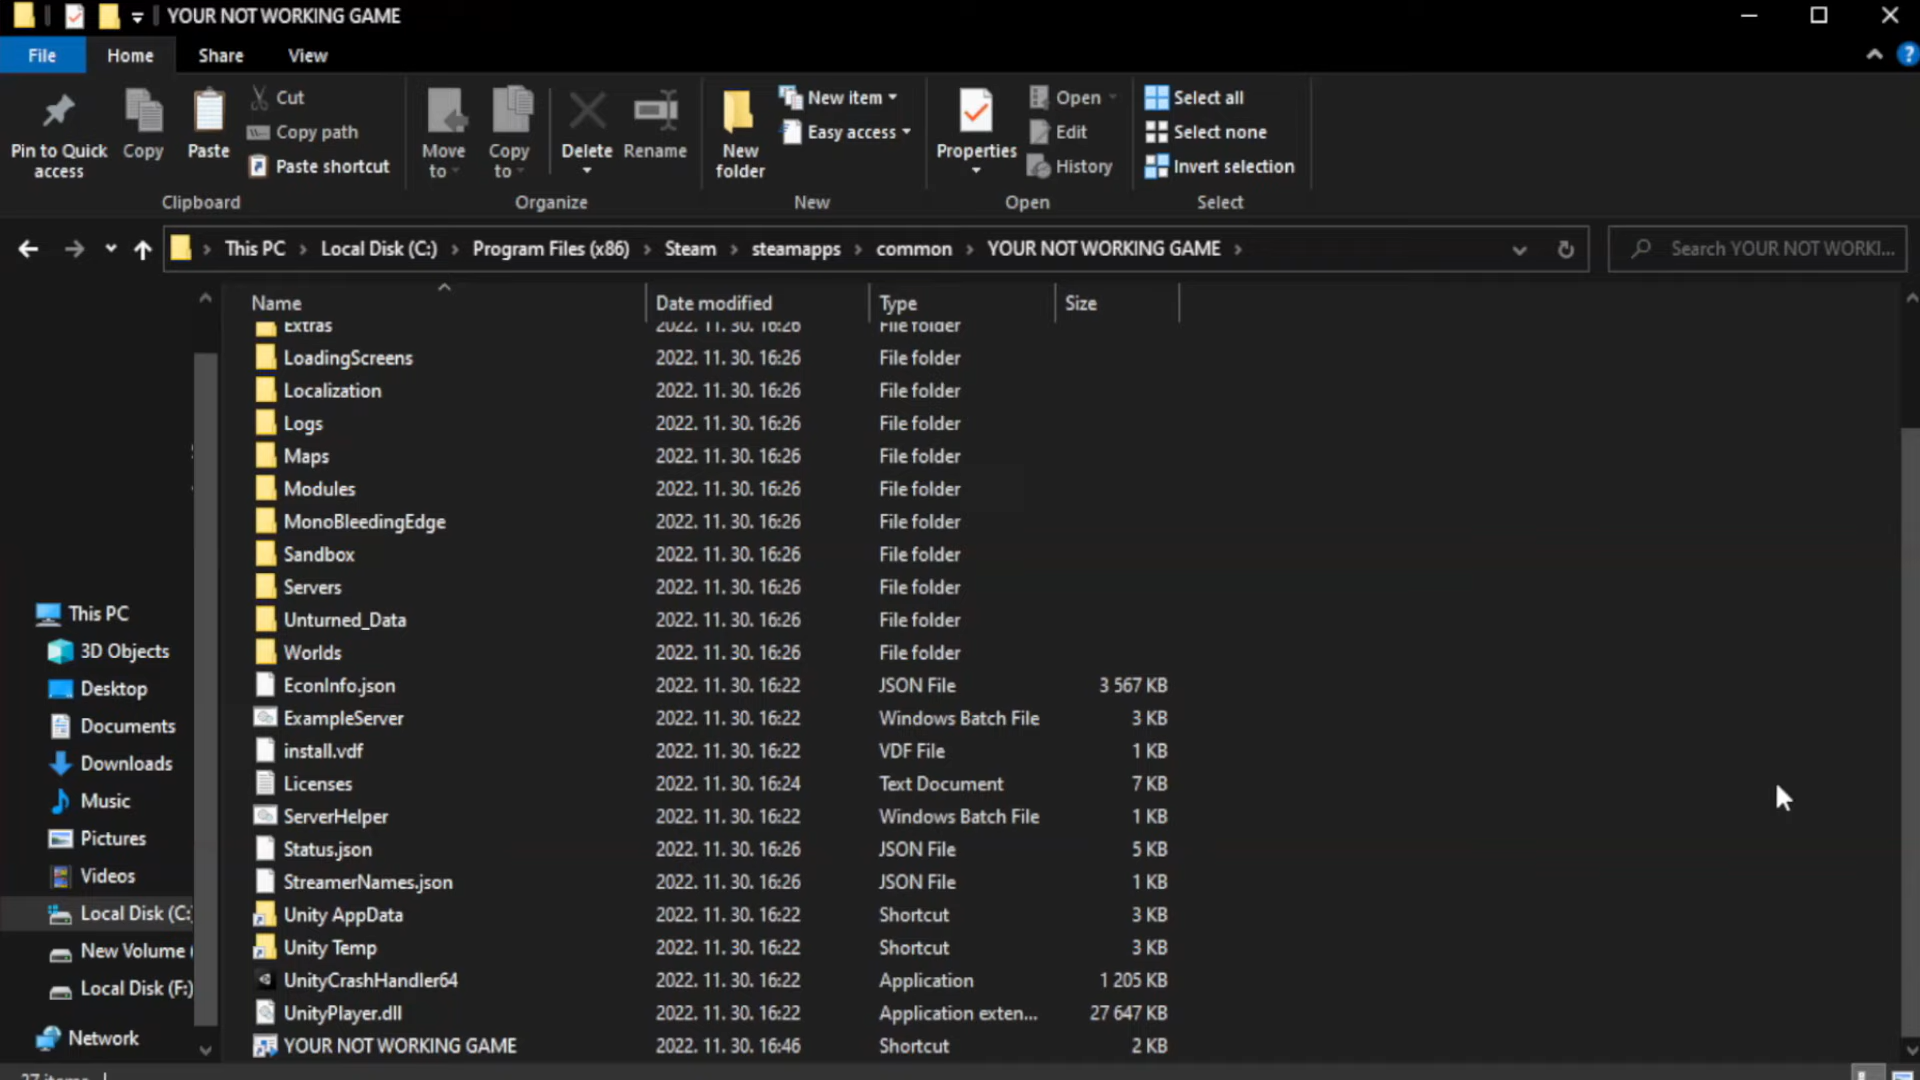 YOUR NOT WORKING GAME
File Home Share View
Pin to Quick access
Copy
Paste
Cut
Copy path
Paste shortcut
Clipboard
Move to
Copy to
Delete
Rename
Organize
New folder
New item
Easy access
New
Properties
Open
Edit
History
Open
Select all
Select none
Invert selection
Select
This PC > Local Disk (C:) > Program Files (x86) > Steam > steamapps > common > YOUR NOT WORKING GAME >
Search YOUR NOT WORKI...
Name Date modified Type Size
Extras 2022. 11. 30. 16:26 File folder
LoadingScreens 2022. 11. 30. 16:26 File folder
Localization 2022. 11. 30. 16:26 File folder
Logs 2022. 11. 30. 16:26 File folder
Maps 2022. 11. 30. 16:26 File folder
Modules 2022. 11. 30. 16:26 File folder
MonoBleedingEdge 2022. 11. 30. 16:26 File folder
Sandbox 2022. 11. 30. 16:26 File folder
Servers 2022. 11. 30. 16:26 File folder
Unturned_Data 2022. 11. 30. 16:26 File folder
Worlds 2022. 11. 30. 16:26 File folder
EconInfo.json 2022. 11. 30. 16:22 JSON File 3 567 KB
ExampleServer 2022. 11. 30. 16:22 Windows Batch File 3 KB
install.vdf 2022. 11. 30. 16:22 VDF File 1 KB
Licenses 2022. 11. 30. 16:24 Text Document 7 KB
ServerHelper 2022. 11. 30. 16:22 Windows Batch File 1 KB
Status.json 2022. 11. 30. 16:26 JSON File 5 KB
StreamerNames.json 2022. 11. 30. 16:26 JSON File 1 KB
Unity AppData 2022. 11. 30. 16:22 Shortcut 3 KB
Unity Temp 2022. 11. 30. 16:22 Shortcut 3 KB
UnityCrashHandler64 2022. 11. 30. 16:22 Application 1 205 KB
UnityPlayer.dll 2022. 11. 30. 16:22 Application exten... 27 647 KB
YOUR NOT WORKING GAME 2022. 11. 30. 16:46 Shortcut 2 KB
This PC
3D Objects
Desktop
Documents
Downloads
Music
Pictures
Videos
Local Disk (C:)
New Volume (
Local Disk (F:)
Network